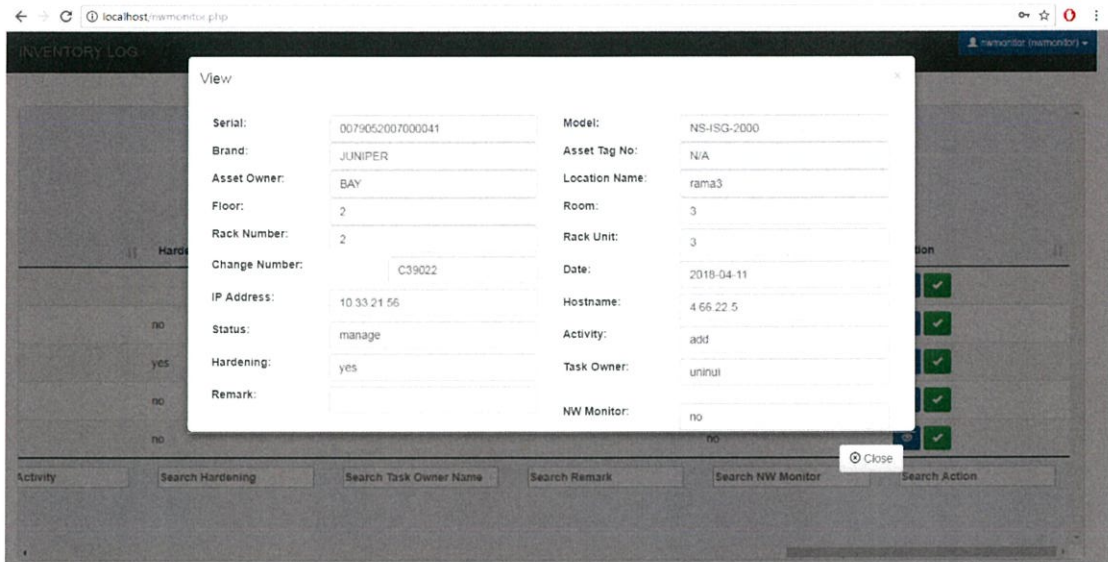 localhost/nwmonitor.php
INVENTORY LOG
nwmonitor (nwmonitor)
View
Serial: 0079052007000041 Model: NS-ISG-2000
Brand: JUNIPER Asset Tag No: N/A
Asset Owner: BAY Location Name: rama3
Floor: 2 Room: 3
Rack Number: 2 Rack Unit: 3
Change Number: C39022 Date: 2018-04-11
IP Address: 10.33.21.56 Hostname: 4.66.22.5
Status: manage Activity: add
Hardening: yes Task Owner: uninui
Remark:
NW Monitor: no
no
yes
no
no no
Close
Activity Search Hardening Search Task Owner Name Search Remark Search NW Monitor Search Action